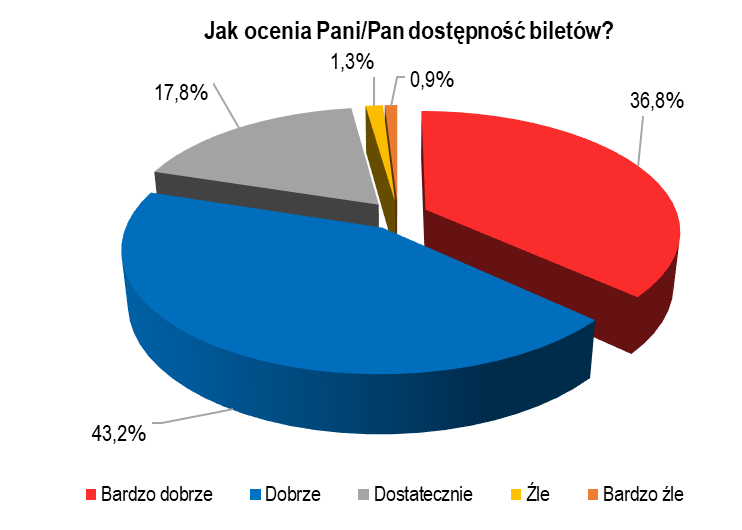 Jak ocenia Pani/Pan dostępność biletów?
1,3%
0,9%
17,8%
36,8%
43,2%
Bardzo dobrze Dobrze Dostatecznie Źle Bardzo źle